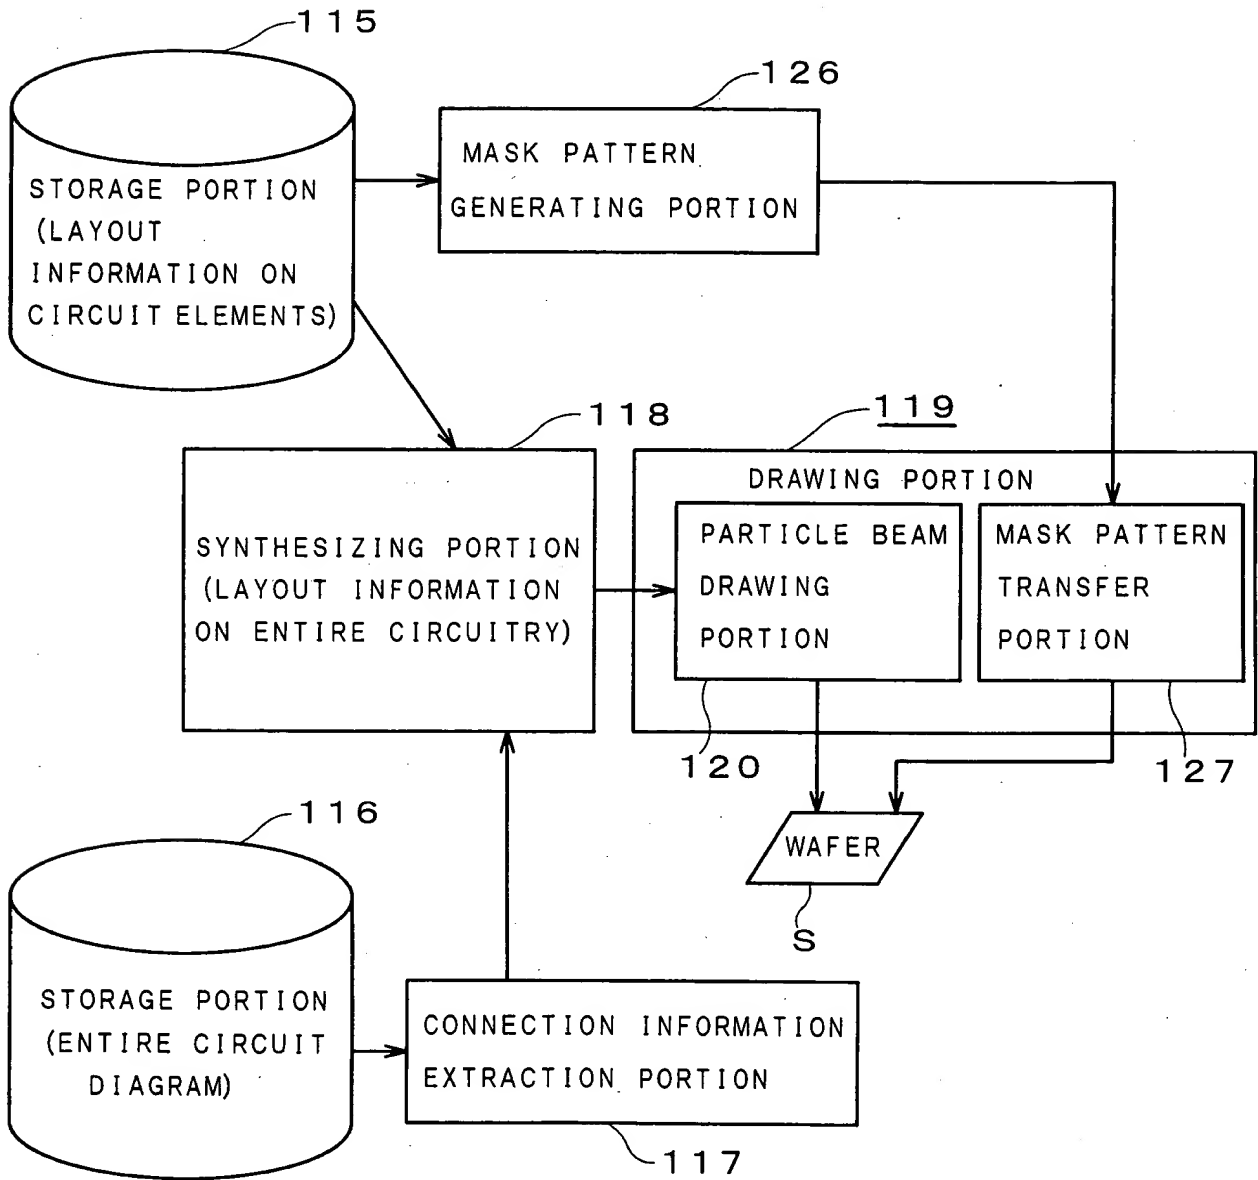 115
126
STORAGE PORTION
(LAYOUT
INFORMATION ON
CIRCUIT ELEMENTS)
MASK PATTERN
GENERATING PORTION
118
119
SYNTHESIZING PORTION
(LAYOUT INFORMATION
ON ENTIRE CIRCUITRY)
DRAWING PORTION
PARTICLE BEAM
DRAWING
PORTION
MASK PATTERN
TRANSFER
PORTION
120
127
WAFER
S
116
STORAGE PORTION
(ENTIRE CIRCUIT
DIAGRAM)
CONNECTION INFORMATION
EXTRACTION PORTION
117